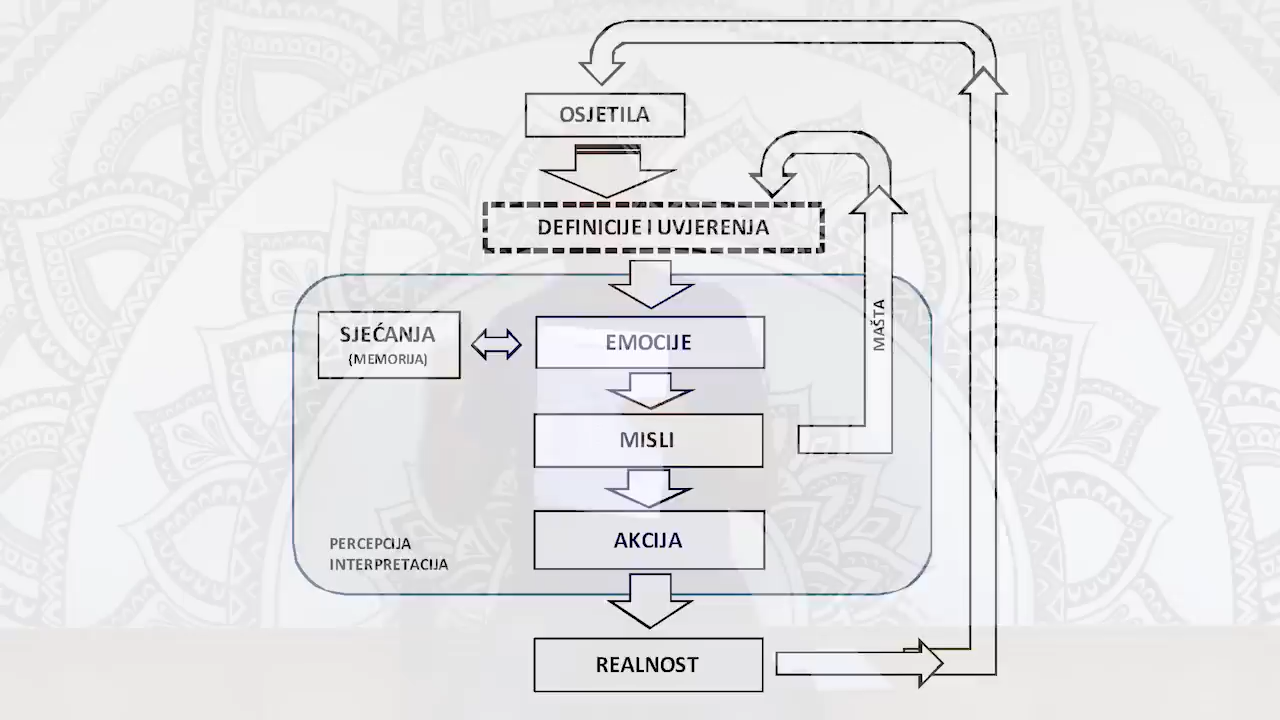 OSJETILA
DEFINICIJE I UVJERENJA
SJEĆANJA
(MEMORIJA)
EMOCIJE
MAŠTA
MISLI
AKCIJA
PERCEPCIJA
INTERPRETACIJA
REALNOST